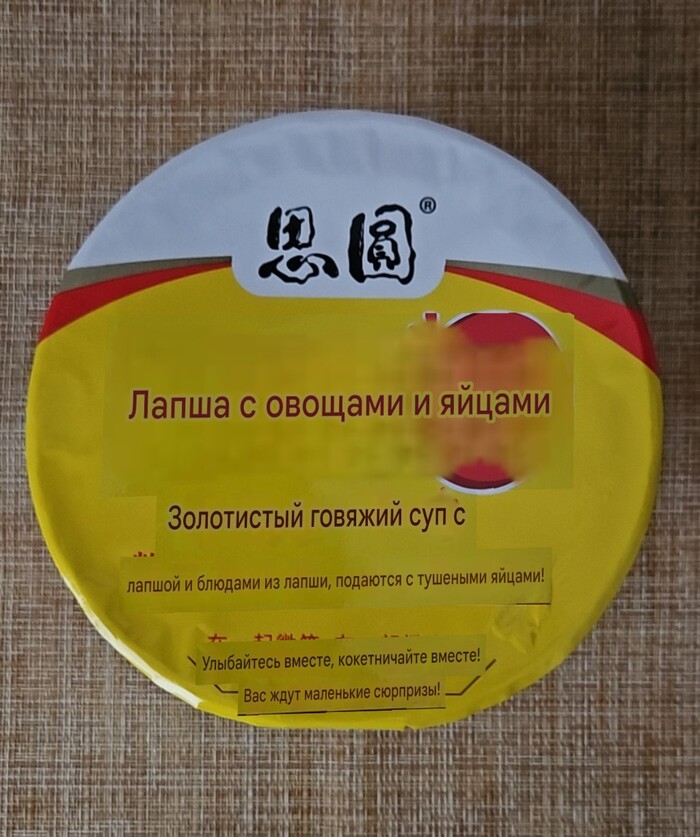 思圓®
Лапша с овощами и яйцами
Золотистый говяжий суп с
лапшой и блюдами из лапши, подаются с тушеными яйцами!
Улыбайтесь вместе, кокетничайте вместе!
Вас ждут маленькие сюрпризы!